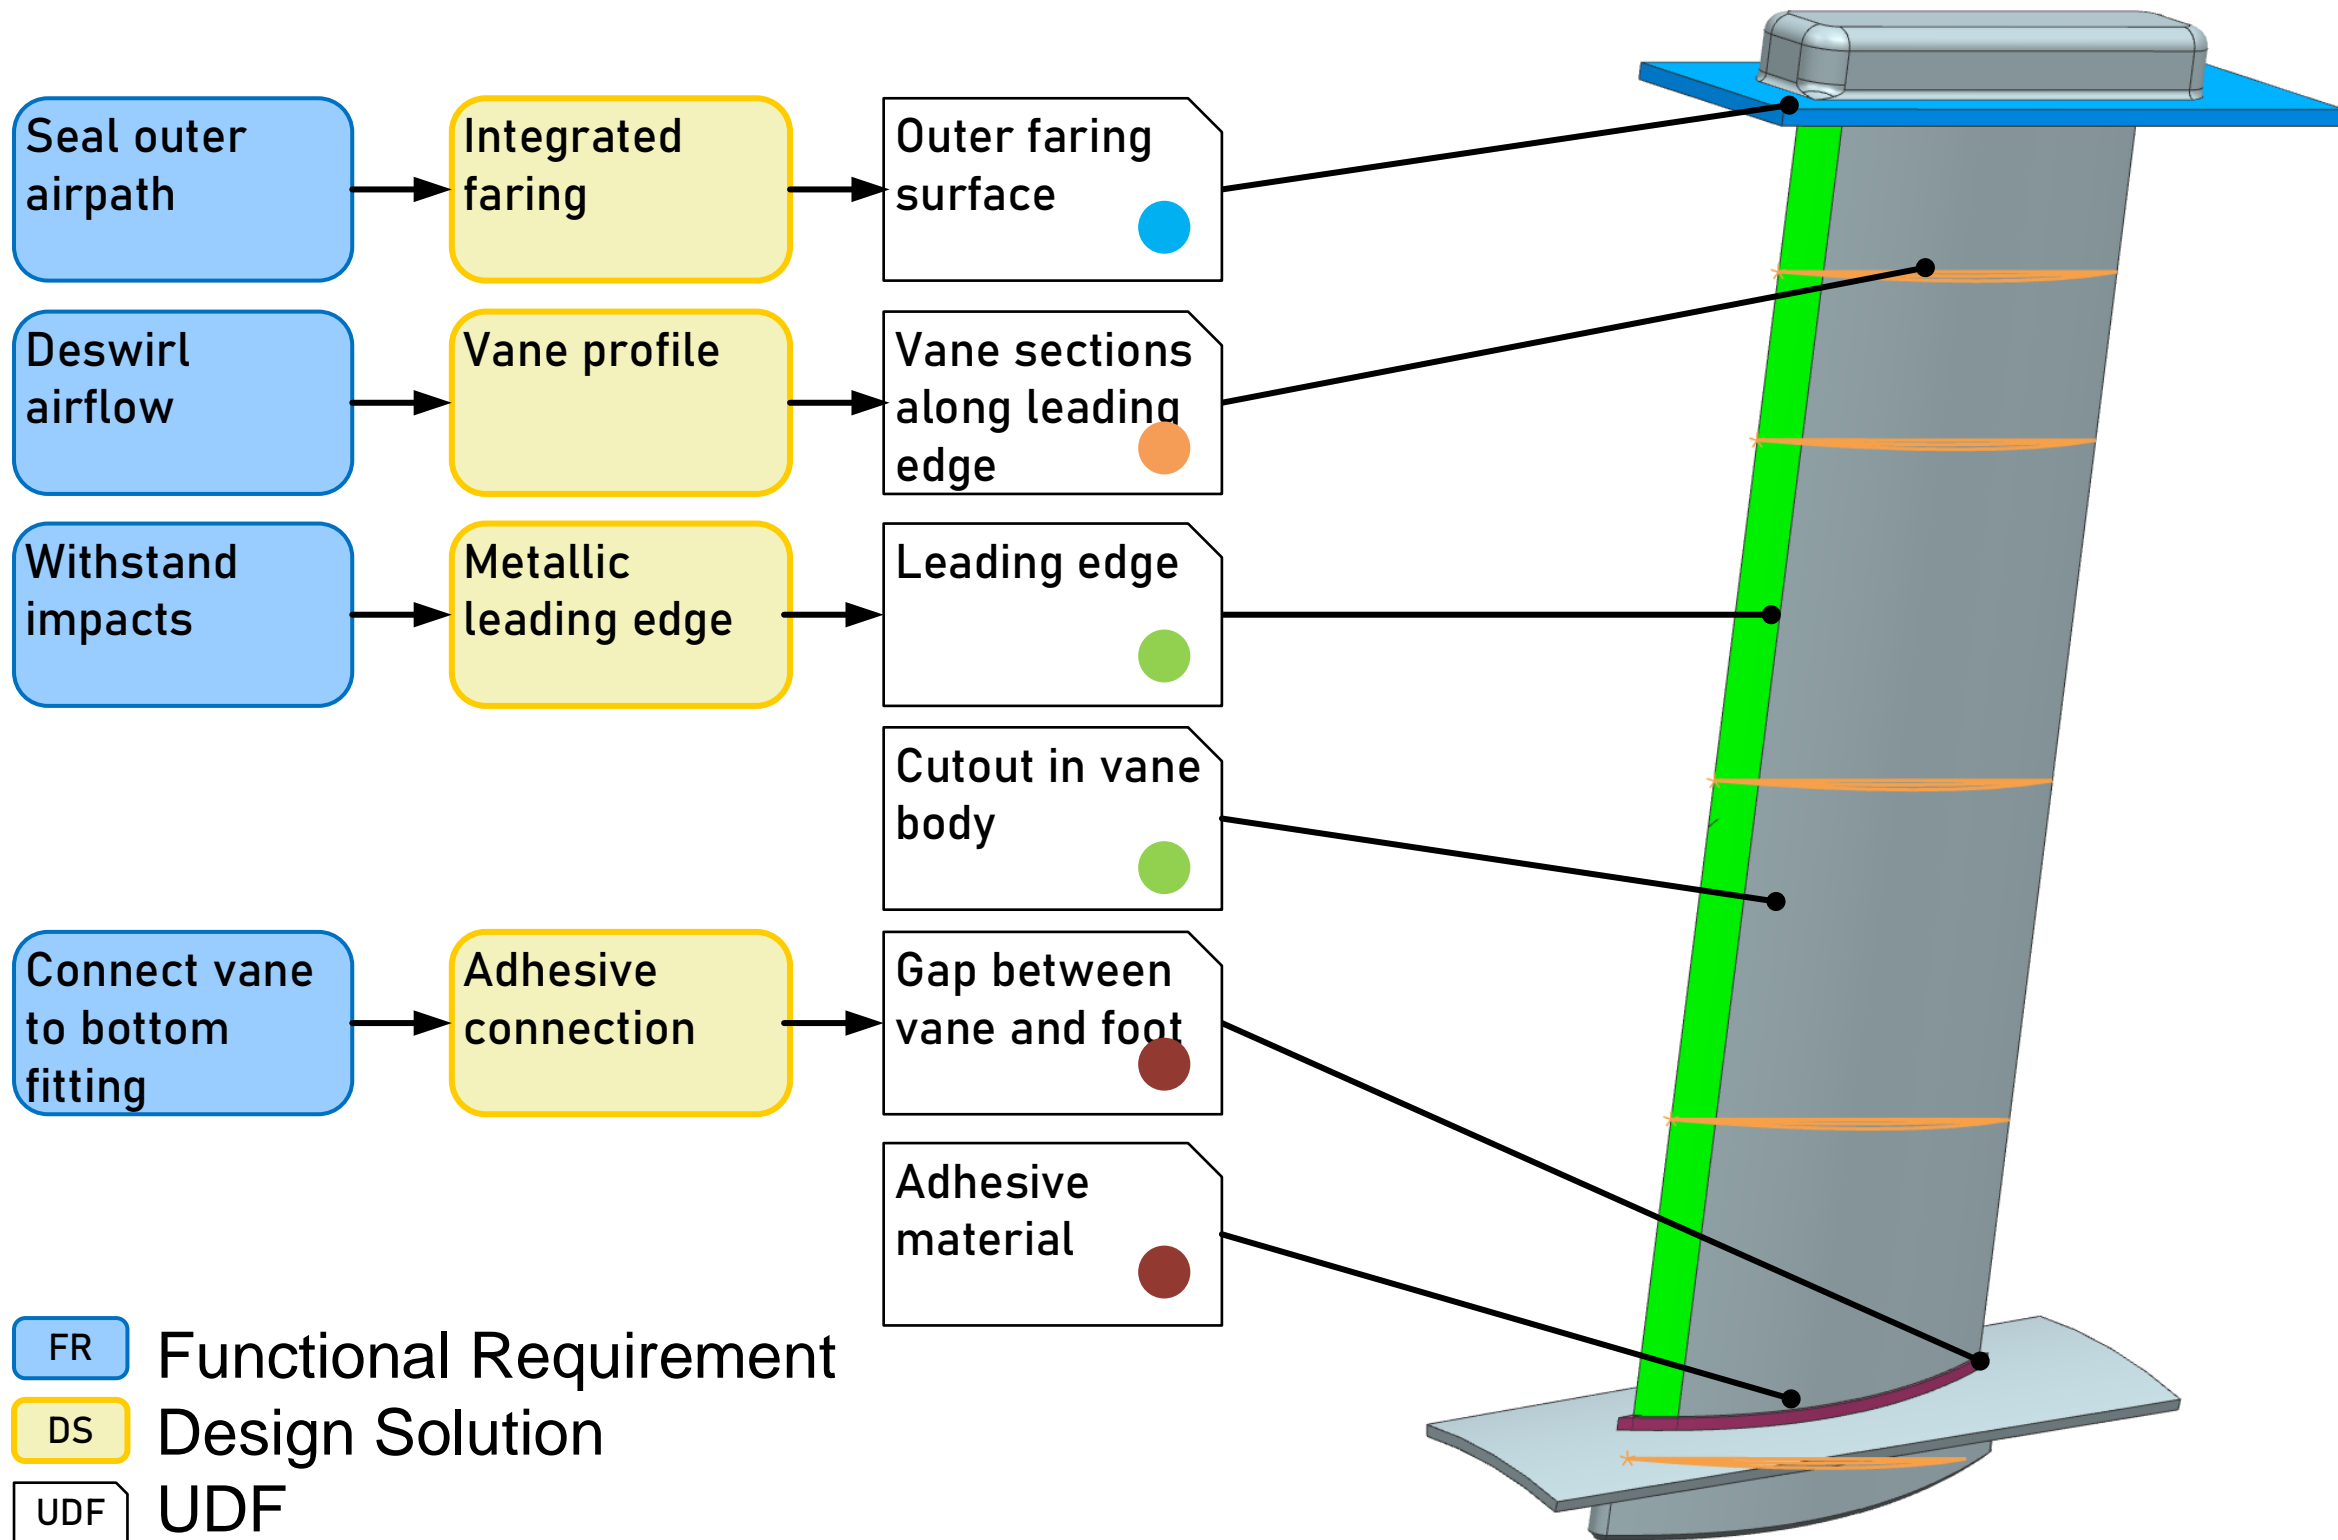 Seal outer
airpath
Integrated
faring
Outer faring
surface
Deswirl
airflow
Vane profile
Vane sections
along leading
edge
Withstand
impacts
Metallic
leading edge
Leading edge
Cutout in vane
body
Connect vane
to bottom
fitting
Adhesive
connection
Gap between
vane and foot
Adhesive
material
FR
Functional Requirement
DS
Design Solution
UDF
UDF